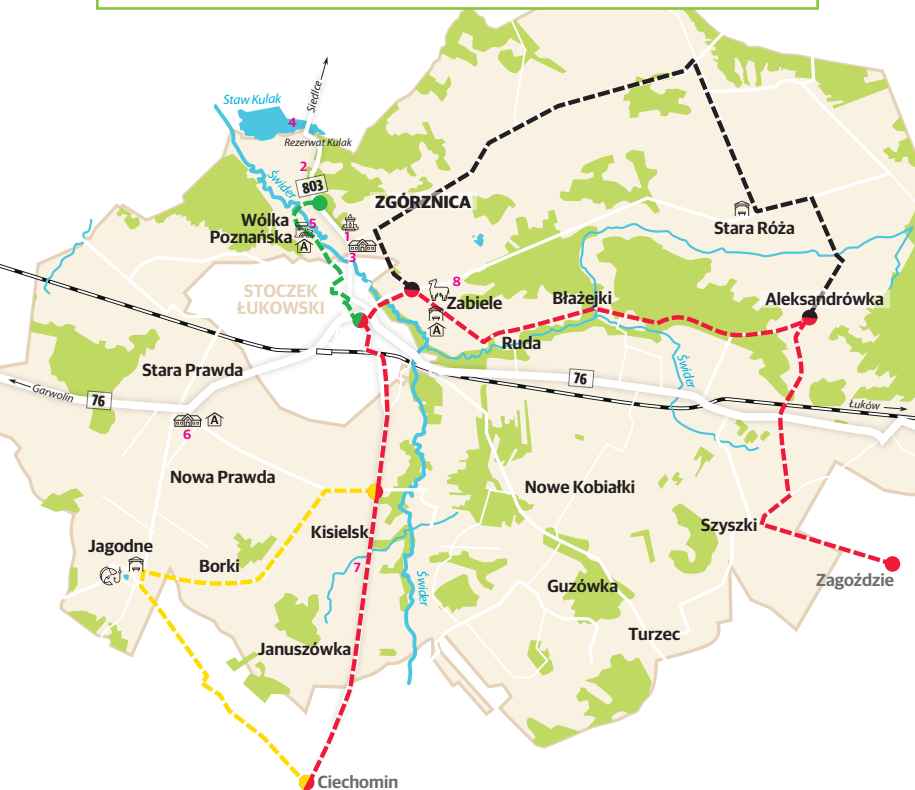 Siedlce
Staw Kulak
4
Rezerwat Kulak
2
803
Świder
ZGÓRZNICA
Wólka
Poznańska
5
A
1
3
Stara Róża
STOCZEK
ŁUKOWSKI
8
Zabiele
A
Błażejki
Aleksandrówka
Ruda
Świder
Stara Prawda
76
Łuków
Garwolin
76
A
6
Nowa Prawda
Nowe Kobiałki
Kisielsk
Szyszki
Jagodne
Borki
7
Świder
Guzówka
Zagoździe
Turzec
Januszówka
Ciechomin